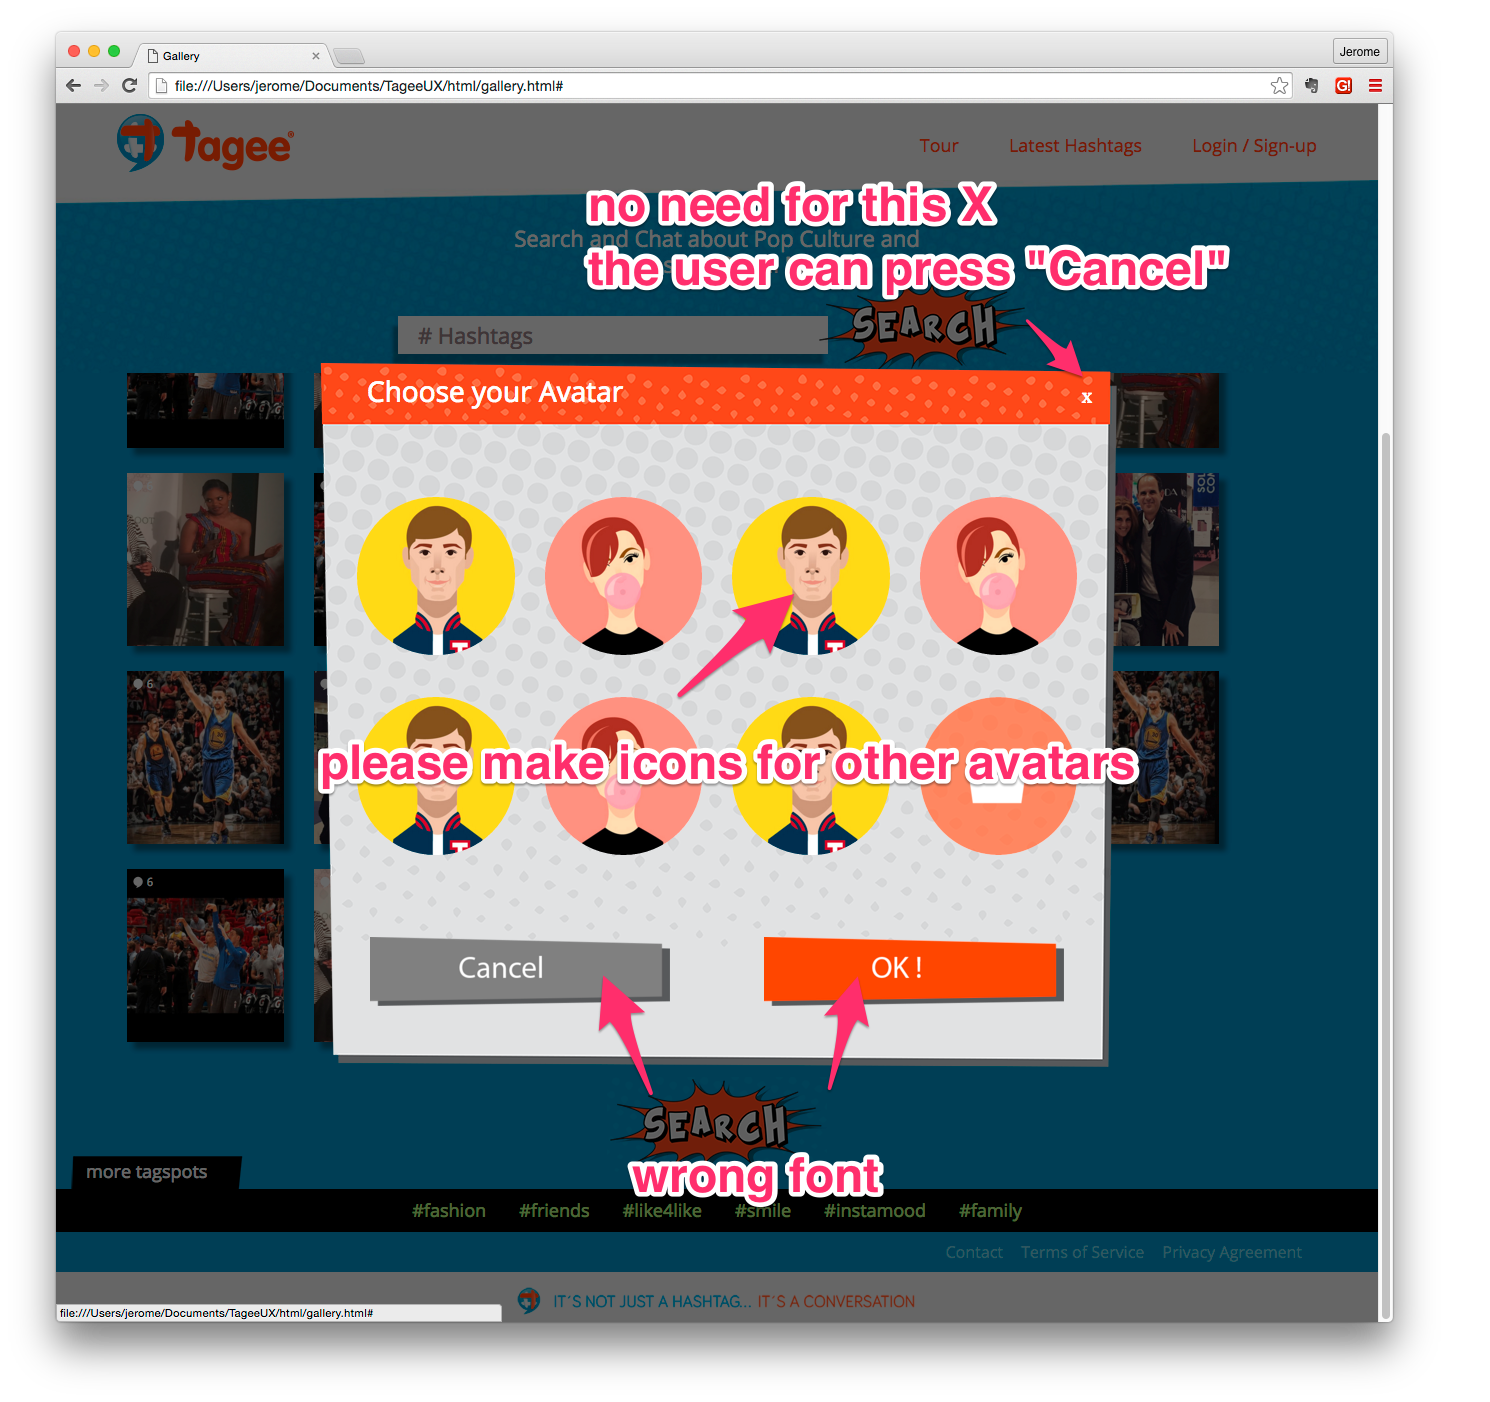 Gallery
Jerome
file:///Users/jerome/Documents/TageeUX/html/gallery.html#
G!
Tagee®
Tour Latest Hashtags Login / Sign-up
no need for this X
Search and Chat about Pop Culture and
the user can press "Cancel"
# Hashtags
SEARCH
Choose your Avatar
x
T
T
6
please make icons for other avatars
T
T
6
Cancel
OK !
SEARCH
wrong font
more tagspots
#fashion #friends #like4like #smile #instamood #family
Contact Terms of Service Privacy Agreement
IT´S NOT JUST A HASHTAG... IT´S A CONVERSATION
file:///Users/jerome/Documents/TageeUX/html/gallery.html#